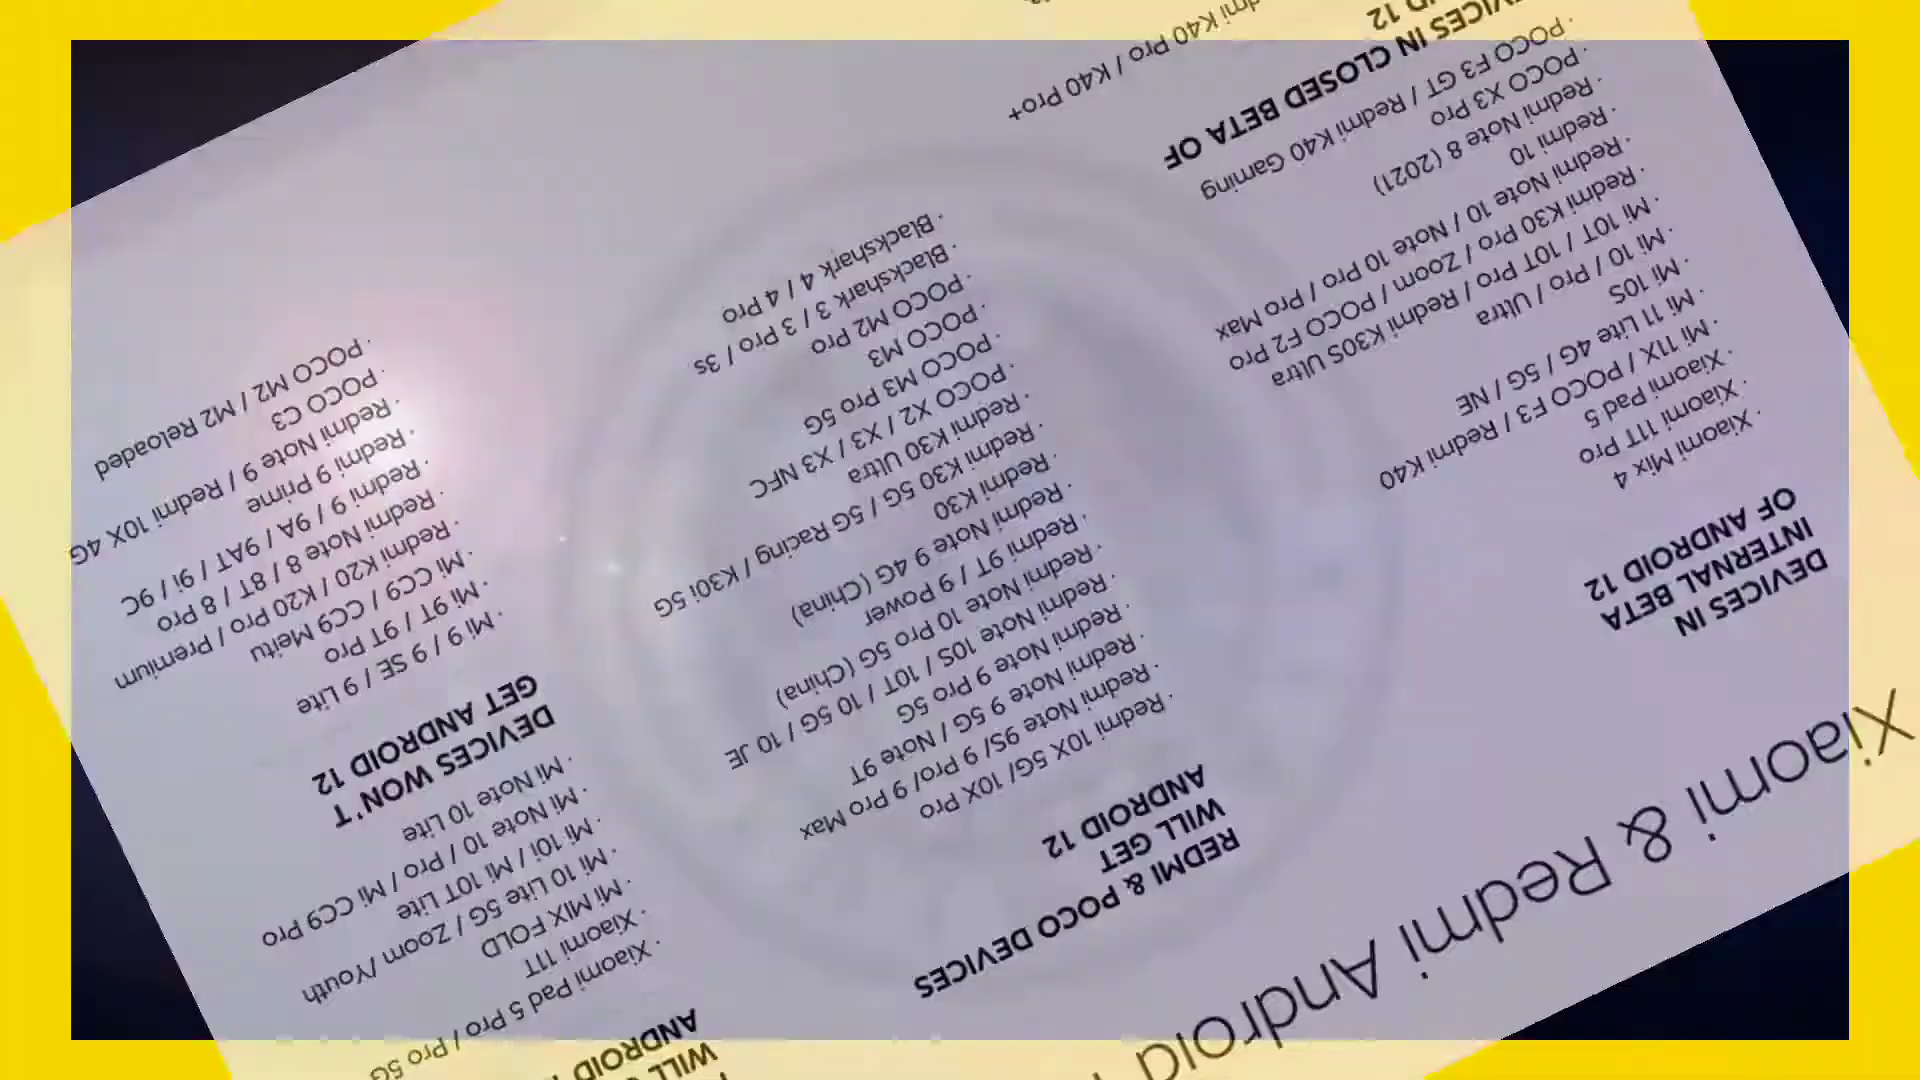 Xiaomi & Redmi Android
DEVICES IN
INTERNAL BETA
OF ANDROID 12
· Xiaomi Mix 4
· Xiaomi 11T Pro
· Xiaomi Pad 5
· Mi 11X / POCO F3 / Redmi K40
· Mi 11 Lite 4G / 5G / NE
· Mi 10S
· Mi 10 / Pro / Ultra
· Mi 10T / 10T Pro / Redmi K30S Ultra
· Redmi K30 Pro / Zoom / POCO F2 Pro
· Redmi Note 10 / Note 10 Pro / Pro Max
· Redmi 10
· Redmi Note 8 (2021)
· POCO X3 Pro
· POCO F3 GT / Redmi K40 Gaming
DEVICES IN CLOSED BETA OF
12
K40 Pro / K40 Pro+
REDMI & POCO DEVICES
WILL GET
ANDROID 12
· Redmi 10X 5G/ 10X Pro
· Redmi Note 9S/ 9 Pro/ 9 Pro Max
· Redmi Note 9 5G / Note 9T
· Redmi Note 9 Pro 5G
· Redmi Note 10S / 10T / 10 5G / 10 JE
· Redmi Note 10 Pro 5G (China)
· Redmi 9T / 9 Power
· Redmi Note 9 4G (China)
· Redmi K30
· Redmi K30 5G / 5G Racing / K30i 5G
· Redmi K30 Ultra
· POCO X2 / X3 / X3 NFC
· POCO M3 Pro 5G
· POCO M3
· POCO M2 Pro
· Blackshark 3 / 3 Pro / 3s
· Blackshark 4 / 4 Pro
WILL
ANDROID
· Xiaomi Pad 5 Pro / Pro 5G
· Xiaomi 11T
· Mi MIX FOLD
· Mi 10 Lite 5G / Zoom /Youth
· Mi 10i / Mi 10T Lite
· Mi Note 10 / Pro / Mi CC9 Pro
· Mi Note 10 Lite
DEVICES WON'T
GET ANDROID 12
· Mi 9 / 9 SE / 9 Lite
· Mi 9T / 9T Pro
· Mi CC9 / CC9 Meitu
· Redmi K20 / K20 Pro / Premium
· Redmi Note 8 / 8T / 8 Pro
· Redmi 9 / 9A / 9AT / 9i / 9C
· Redmi 9 Prime
· Redmi Note 9 / Redmi 10X 4G
· POCO C3
· POCO M2 / M2 Reloaded